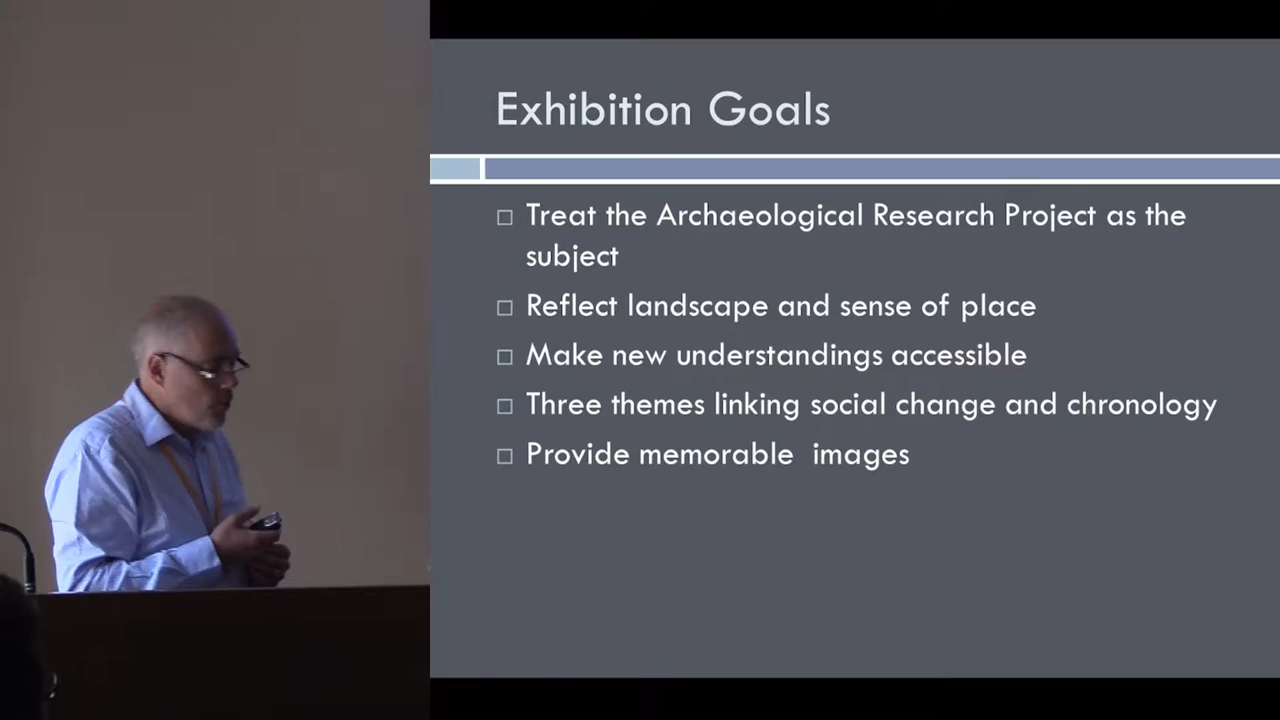 Exhibition Goals
Treat the Archaeological Research Project as the
subject
Reflect landscape and sense of place
Make new understandings accessible
Three themes linking social change and chronology
Provide memorable  images